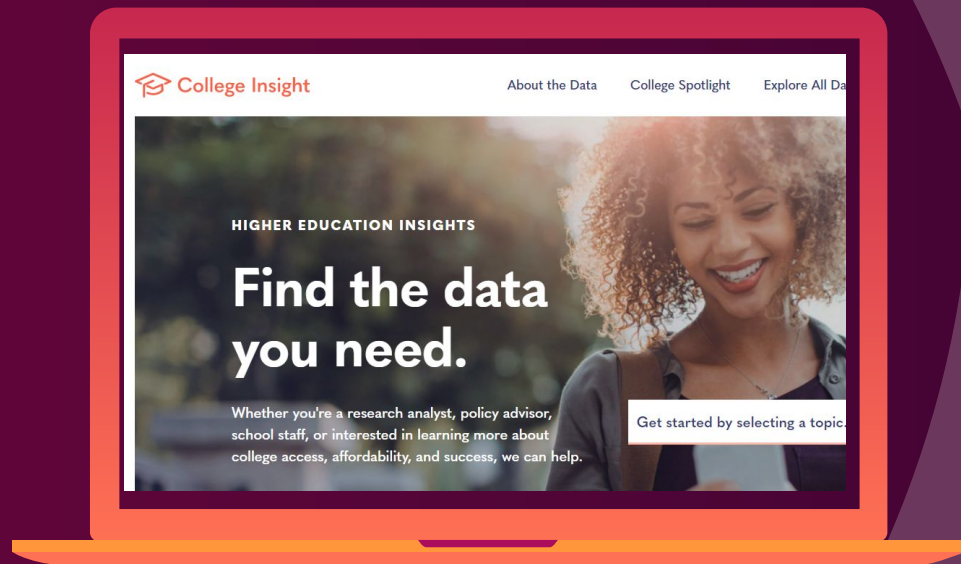 College Insight
About the Data College Spotlight Explore All Da
HIGHER EDUCATION INSIGHTS
Find the data
you need.
Whether you're a research analyst, policy advisor,
school staff, or interested in learning more about
college access, affordability, and success, we can help.
Get started by selecting a topic.